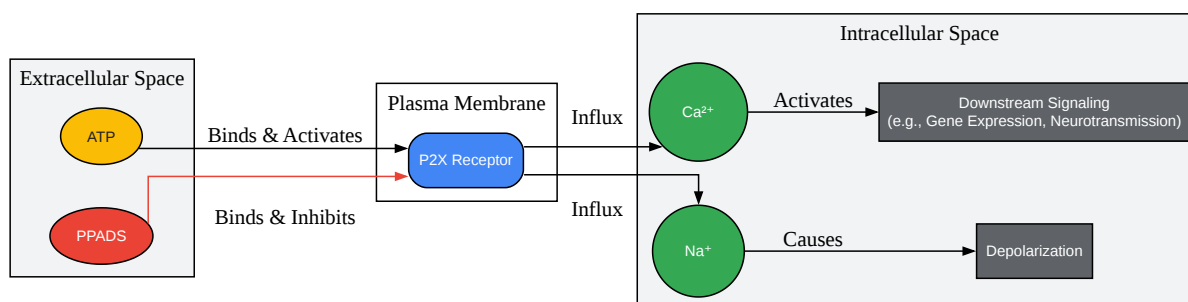 Extracellular Space
ATP
PPADS
Binds & Activates
Binds & Inhibits
Plasma Membrane
P2X Receptor
Influx
Influx
Intracellular Space
Ca²⁺
Activates
Downstream Signaling
(e.g., Gene Expression, Neurotransmission)
Na⁺
Causes
Depolarization